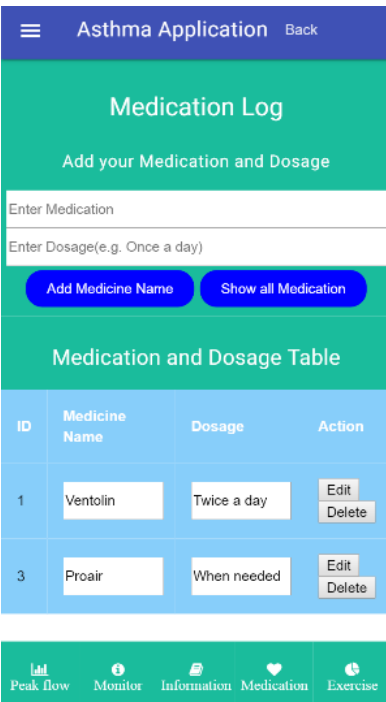 Asthma Application Back
Medication Log
Add your Medication and Dosage
Enter Medication
Enter Dosage(e.g. Once a day)
Add Medicine Name Show all Medication
Medication and Dosage Table
ID Medicine Name Dosage Action
1 Ventolin Twice a day Edit
Delete
3 Proair When needed Edit
Delete
Peak flow Monitor Information Medication Exercise